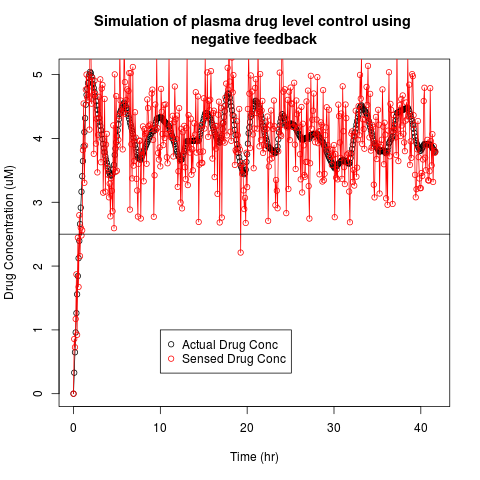 Simulation of plasma drug level control using
negative feedback
Drug Concentration (uM)
5
4
3
2
1
0
Actual Drug Conc
Sensed Drug Conc
0
10
20
30
40
Time (hr)